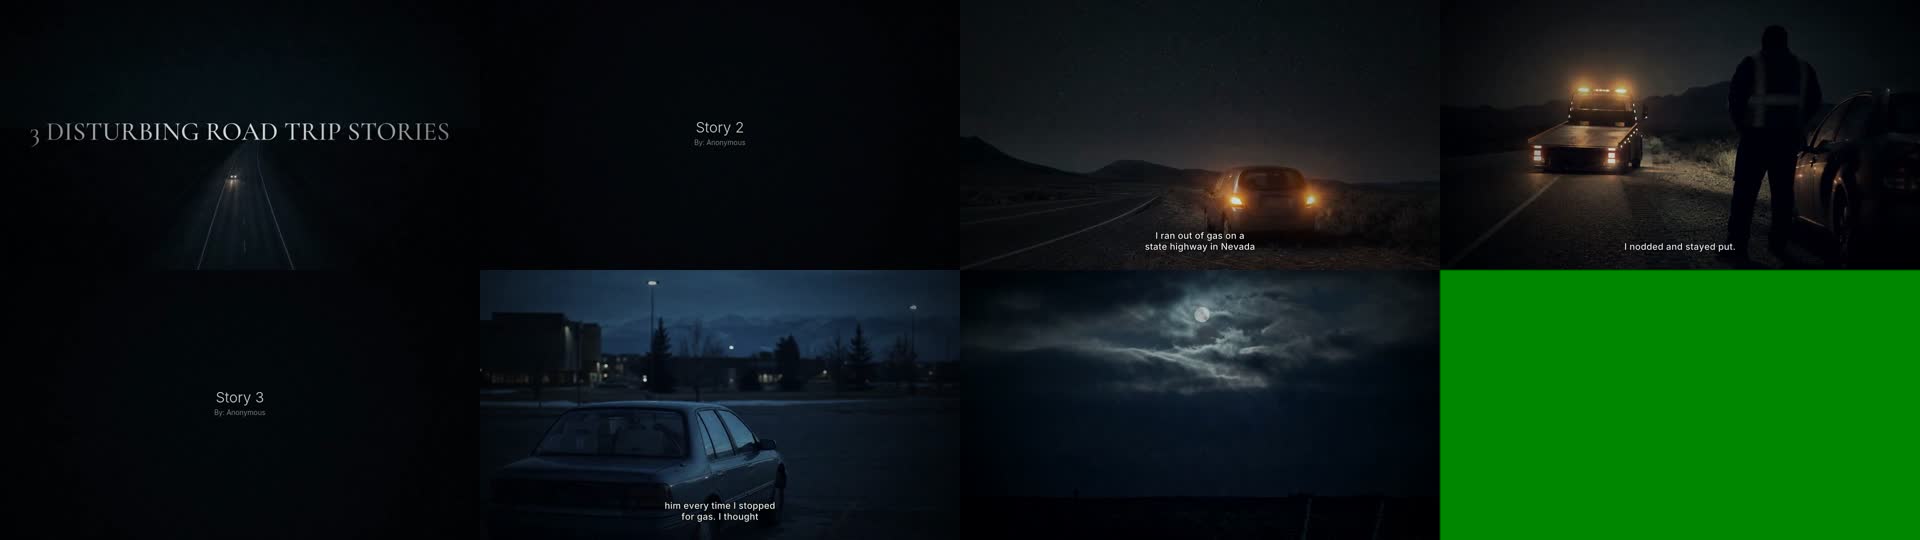 3 DISTURBING ROAD TRIP STORIES
Story 2
By: Anonymous
I ran out of gas on a
state highway in Nevada
I nodded and stayed put.
Story 3
By: Anonymous
him every time I stopped
for gas. I thought